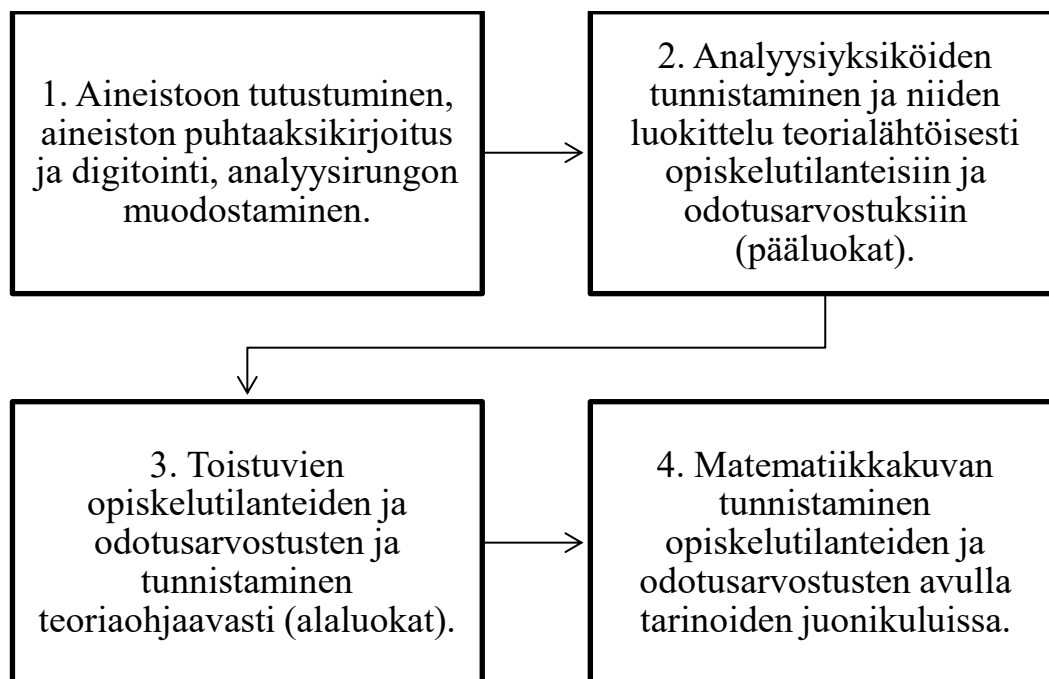 1. Aineistoon tutustuminen,
aineiston puhtaaksikirjoitus
ja digitointi, analyysirungon
muodostaminen.
2. Analyysiyksiköiden
tunnistaminen ja niiden
luokittelu teorialähtöisesti
opiskelutilanteisiin ja
odotusarvostuksiin
(pääluokat).
3. Toistuvien
opiskelutilanteiden ja
odotusarvostusten ja
tunnistaminen
teoriaohjaavasti (alaluokat).
4. Matematiikkakuvan
tunnistaminen
opiskelutilanteiden ja
odotusarvostusten avulla
tarinoiden juonikuluissa.